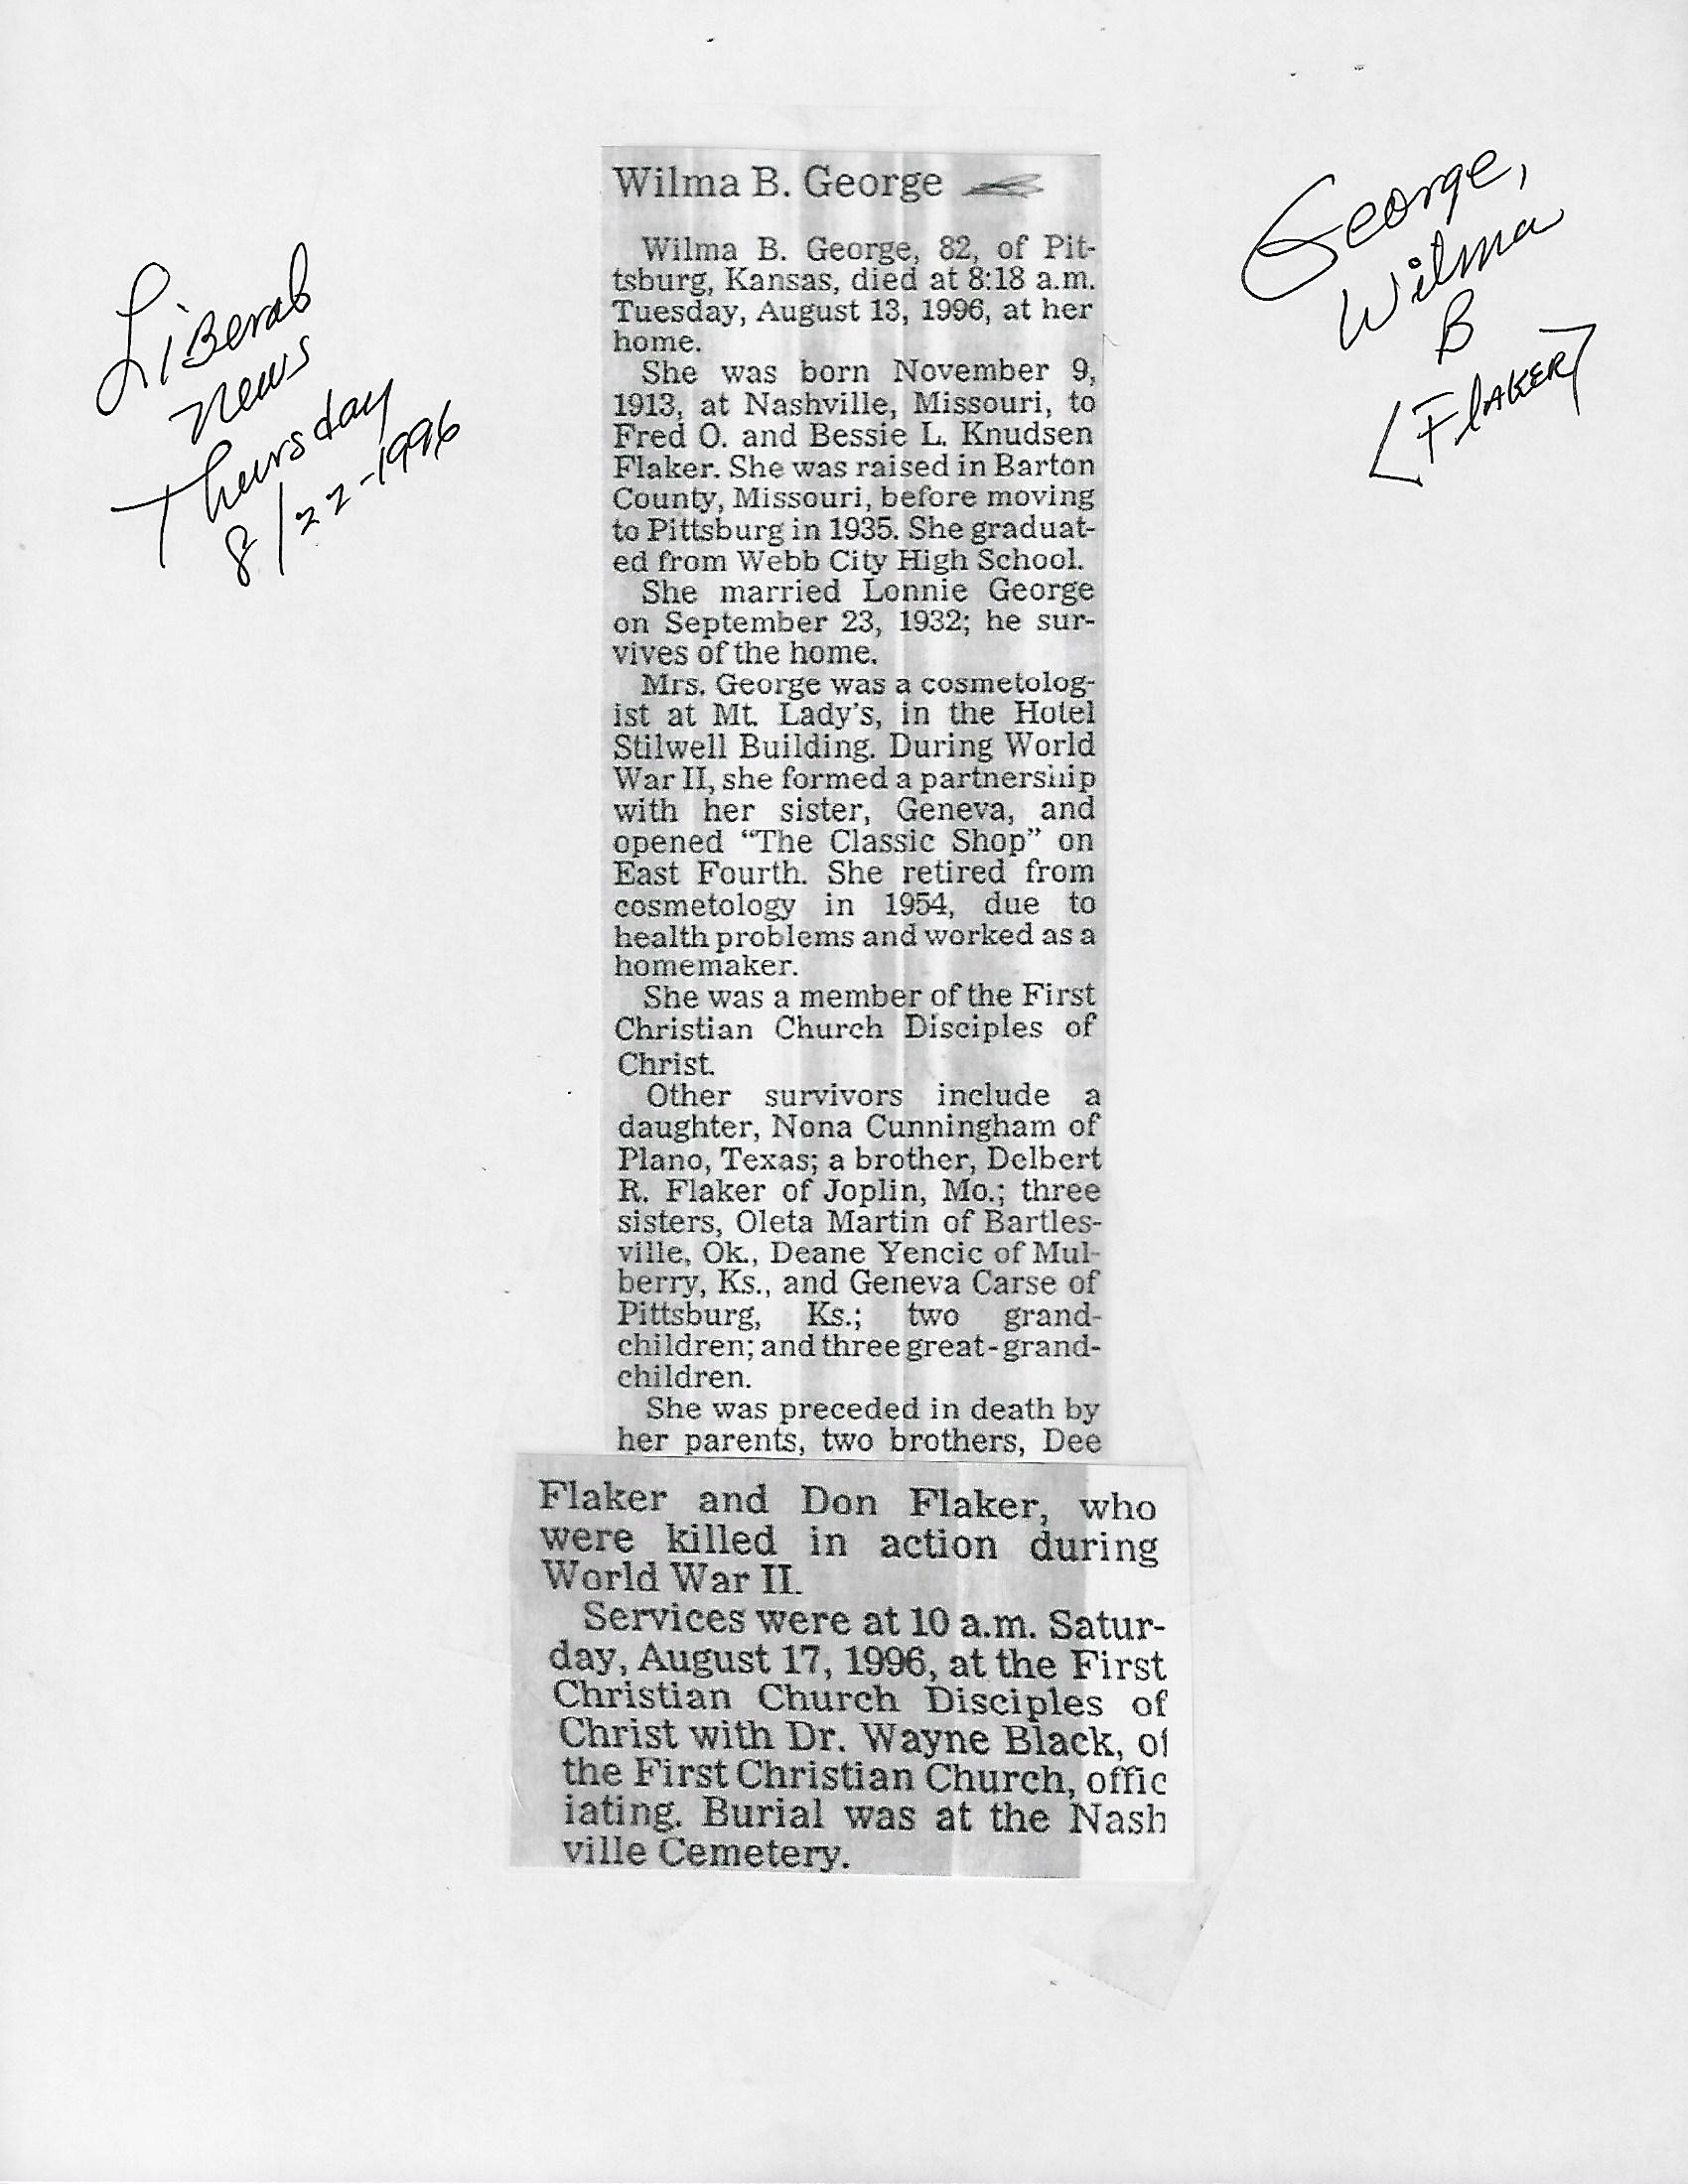 Liberal
News
Thursday
8/22-1996
George,
Wilma
B
<FlAKER>
Wilma B. George
Wilma B. George, 82, of Pit-
tsburg, Kansas, died at 8:18 a.m.
Tuesday, August 13, 1996, at her
home.
She was born November 9,
1913, at Nashville, Missouri, to
Fred O. and Bessie L. Knudsen
Flaker. She was raised in Barton
County, Missouri, before moving
to Pittsburg in 1935. She graduat-
ed from Webb City High School.
She married Lonnie George
on September 23, 1932; he sur-
vives of the home.
Mrs. George was a cosmetolog-
ist at Mt. Lady's, in the Hotel
Stilwell Building. During World
War II, she formed a partnership
with her sister, Geneva, and
opened "The Classic Shop" on
East Fourth. She retired from
cosmetology in 1954, due to
health problems and worked as a
homemaker.
She was a member of the First
Christian Church Disciples of
Christ.
Other survivors include a
daughter, Nona Cunningham of
Plano, Texas; a brother, Delbert
R. Flaker of Joplin, Mo.; three
sisters, Oleta Martin of Bartles-
ville, Ok., Deane Yencic of Mul-
berry, Ks., and Geneva Carse of
Pittsburg, Ks.; two grand-
children; and three great-grand-
children.
She was preceded in death by
her parents, two brothers, Dee
Flaker and Don Flaker, who
were killed in action during
World War II.
Services were at 10 a.m. Satur-
day, August 17, 1996, at the First
Christian Church Disciples of
Christ with Dr. Wayne Black, of
the First Christian Church, offic
iating. Burial was at the Nash
ville Cemetery.